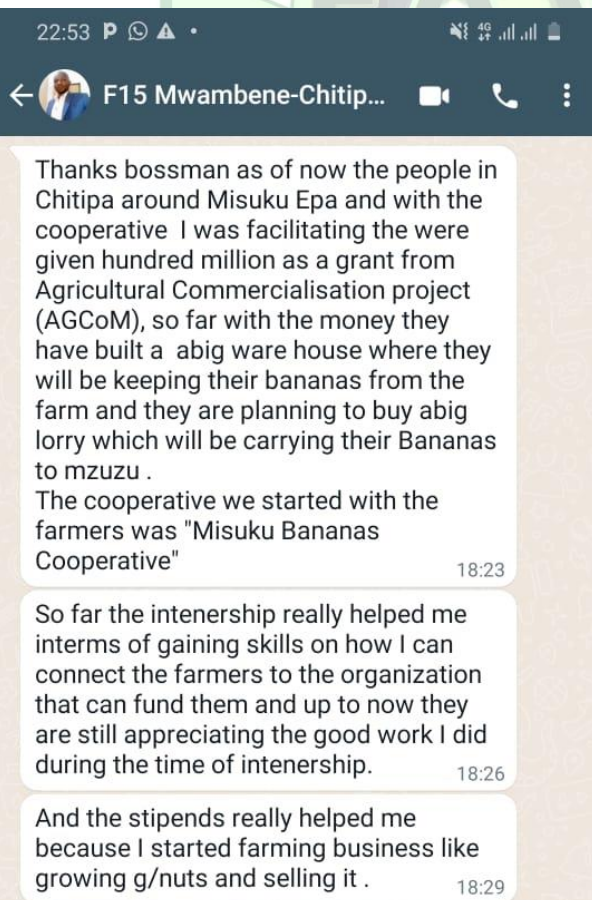 22:53
4G
F15 Mwambene-Chitip...
Thanks bossman as of now the people in
Chitipa around Misuku Epa and with the
cooperative I was facilitating the were
given hundred million as a grant from
Agricultural Commercialisation project
(AGCoM), so far with the money they
have built a abig ware house where they
will be keeping their bananas from the
farm and they are planning to buy abig
lorry which will be carrying their Bananas
to mzuzu .
The cooperative we started with the
farmers was "Misuku Bananas
Cooperative"
18:23
So far the intenership really helped me
interms of gaining skills on how I can
connect the farmers to the organization
that can fund them and up to now they
are still appreciating the good work I did
during the time of intenership.
18:26
And the stipends really helped me
because I started farming business like
growing g/nuts and selling it .
18:29